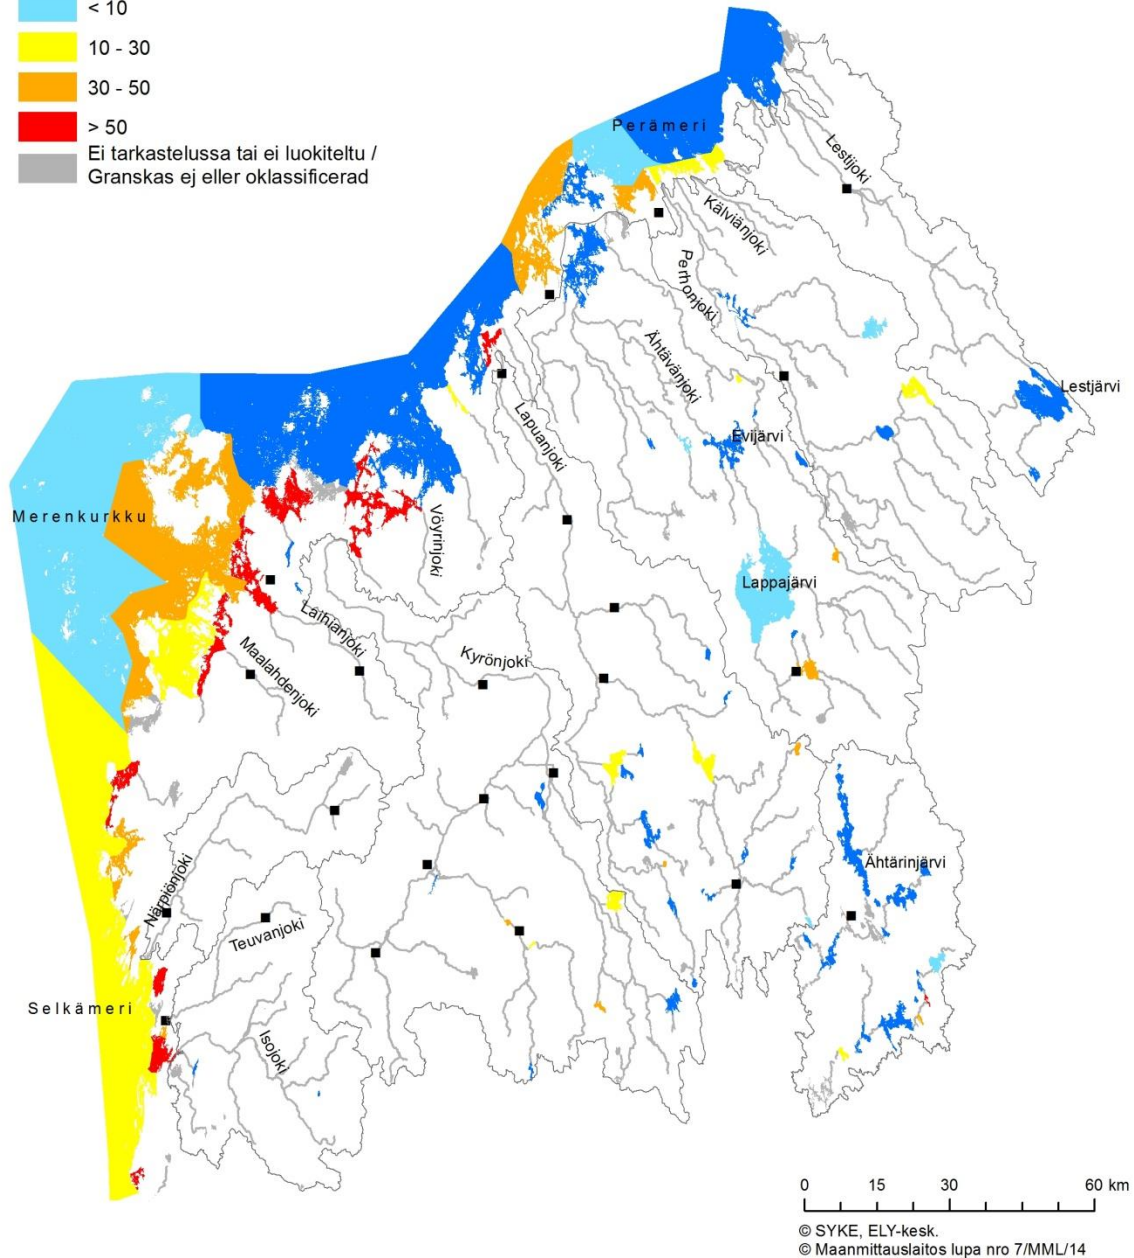 < 10
10 - 30
30 - 50
> 50
Ei tarkastelussa tai ei luokiteltu /
Granskas ej eller oklassificerad
Perämeri
Lestijoki
Kälviänjoki
Perhonjoki
Ähtävänjoki
Lestjärvi
Lapuanjoki
Evijärvi
Merenkurkku
Vöyrinjoki
Lappajärvi
Laihianjoki
Maalahdenjoki
Kyrönjoki
Ähtärinjärvi
Närpiönjoki
Teuvanjoki
Selkämeri
Isojoki
0 15 30 60 km
© SYKE, ELY-kesk.
© Maanmittauslaitos lupa nro 7/MML/14